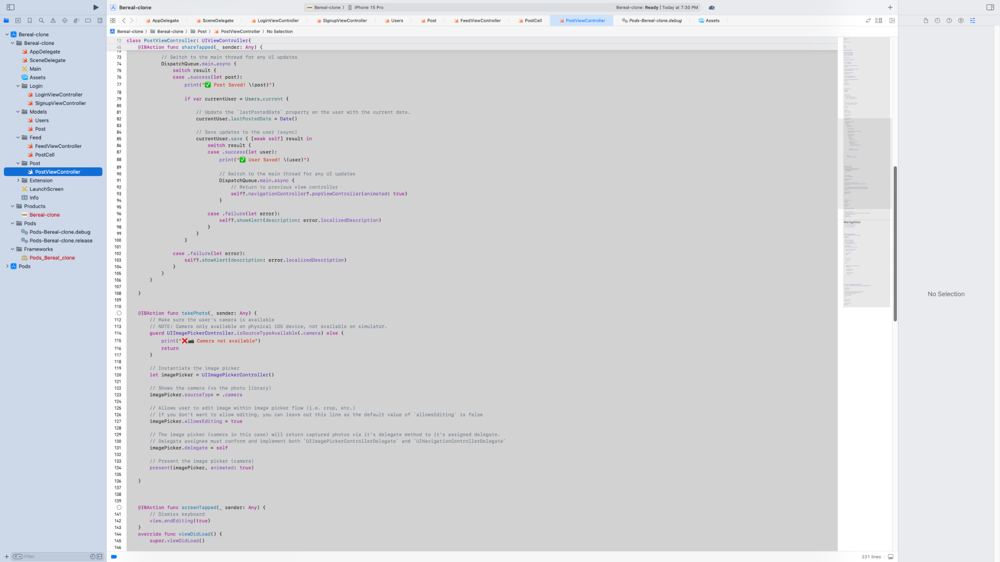 Bereal-clone
Bereal-clone
iPhone 15 Pro
Bereal-clone: Ready | Today at 7:30 PM
AppDelegate
SceneDelegate
LoginViewController
SignupViewController
Users
Post
FeedViewController
PostCell
PostViewController
Pods-Bereal-clone.debug
Assets
Bereal-clone
Bereal-clone
Post
PostViewController
No Selection
Bereal-clone
Bereal-clone
AppDelegate
SceneDelegate
Main
Assets
Login
LoginViewController
SignupViewController
Models
Users
Post
Feed
FeedViewController
PostCell
Post
PostViewController
Extension
LaunchScreen
Info
Products
Bereal-clone
Pods
Pods-Bereal-clone.debug
Pods-Bereal-clone.release
Frameworks
Pods_Bereal_clone
Pods
Filter
12 class PostViewController: UIViewController{
45 @IBAction func shareTapped(_ sender: Any) {
72
73 // Switch to the main thread for any UI updates
74 DispatchQueue.main.async {
75 switch result {
76 case .success(let post):
77 print("✅ Post Saved! \(post)")
78
79 if var currentUser = Users.current {
80
81 // Update the `lastPostedDate` property on the user with the current date.
82 currentUser.lastPostedDate = Date()
83
84 // Save updates to the user (async)
85 currentUser.save { [weak self] result in
86 switch result {
87 case .success(let user):
88 print("✅ User Saved! \(user)")
89
90 // Switch to the main thread for any UI updates
91 DispatchQueue.main.async {
92 // Return to previous view controller
93 self?.navigationController?.popViewController(animated: true)
94 }
95
96 case .failure(let error):
97 self?.showAlert(description: error.localizedDescription)
98 }
99 }
100 }
101
102 case .failure(let error):
103 self?.showAlert(description: error.localizedDescription)
104 }
105 }
106 }
107
108 }
109
110
@IBAction func takePhoto(_ sender: Any) {
112 // Make sure the user's camera is available
113 // NOTE: Camera only available on physical iOS device, not available on simulator.
114 guard UIImagePickerController.isSourceTypeAvailable(.camera) else {
115 print("❌📷 Camera not available")
116 return
117 }
118
119 // Instantiate the image picker
120 let imagePicker = UIImagePickerController()
121
122 // Shows the camera (vs the photo library)
123 imagePicker.sourceType = .camera
124
125 // Allows user to edit image within image picker flow (i.e. crop, etc.)
126 // If you don't want to allow editing, you can leave out this line as the default value of `allowsEditing` is false
127 imagePicker.allowsEditing = true
128
129 // The image picker (camera in this case) will return captured photos via it's delegate method to it's assigned delegate.
130 // Delegate assignee must conform and implement both `UIImagePickerControllerDelegate` and `UINavigationControllerDelegate`
131 imagePicker.delegate = self
132
133 // Present the image picker (camera)
134 present(imagePicker, animated: true)
135
136 }
137
138
139
@IBAction func screenTapped(_ sender: Any) {
141 // Dismiss keyboard
142 view.endEditing(true)
143 }
144 override func viewDidLoad() {
145 super.viewDidLoad()
146
Navigation
No Selection
231 lines